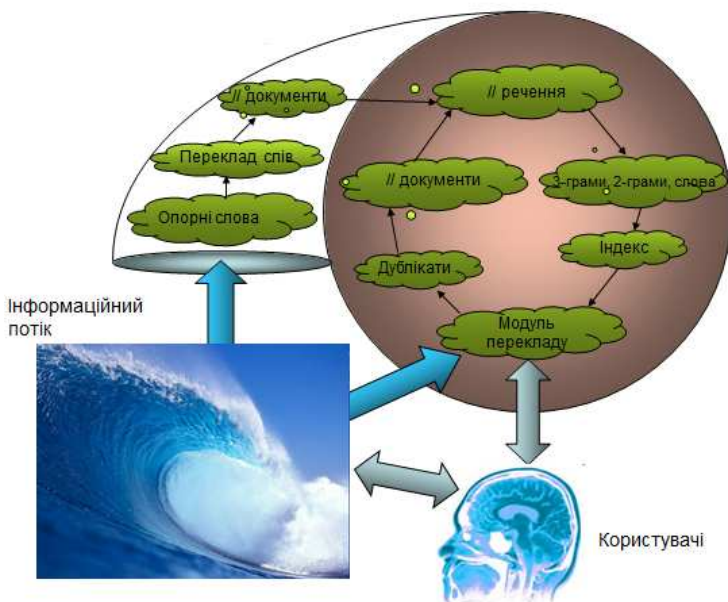 // документи
// речення
Переклад слів
// документи
3-грами, 2-грами, слова
Опорні слова
Індекс
Дублікати
Інформаційний
потік
Модуль
перекладу
Користувачі